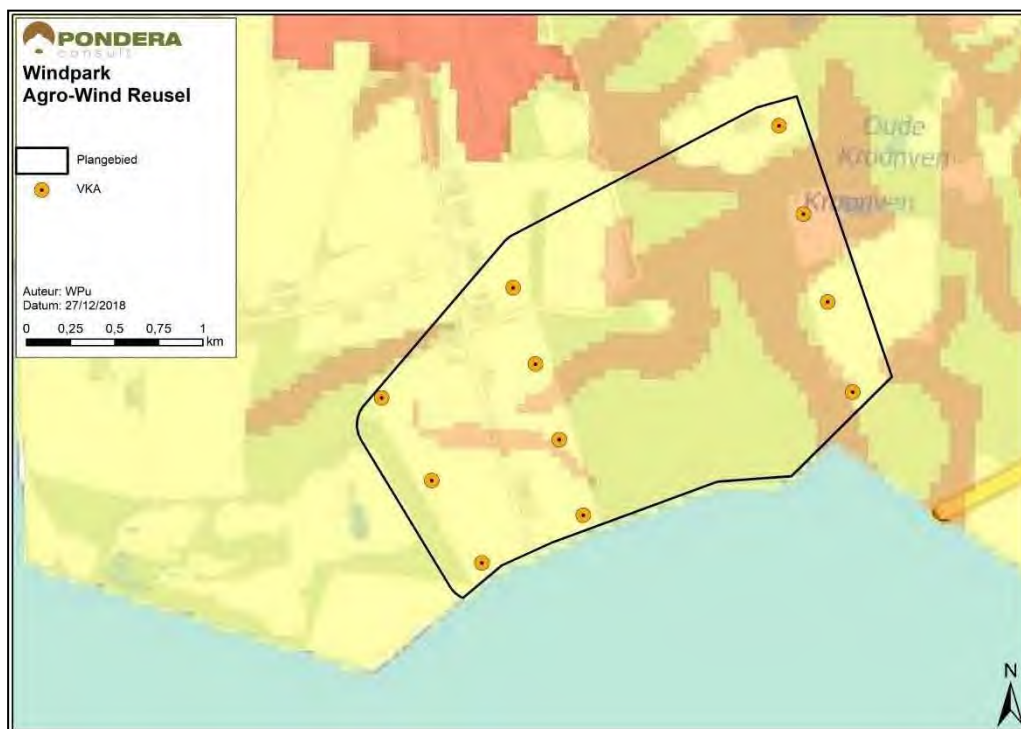 PONDERA
consult
Windpark
Agro-Wind Reusel
Plangebied
VKA
Auteur: WPu
Datum: 27/12/2018
0 0,25 0,5 0,75 1
km
Oude
Kroonven
Kroonven
N